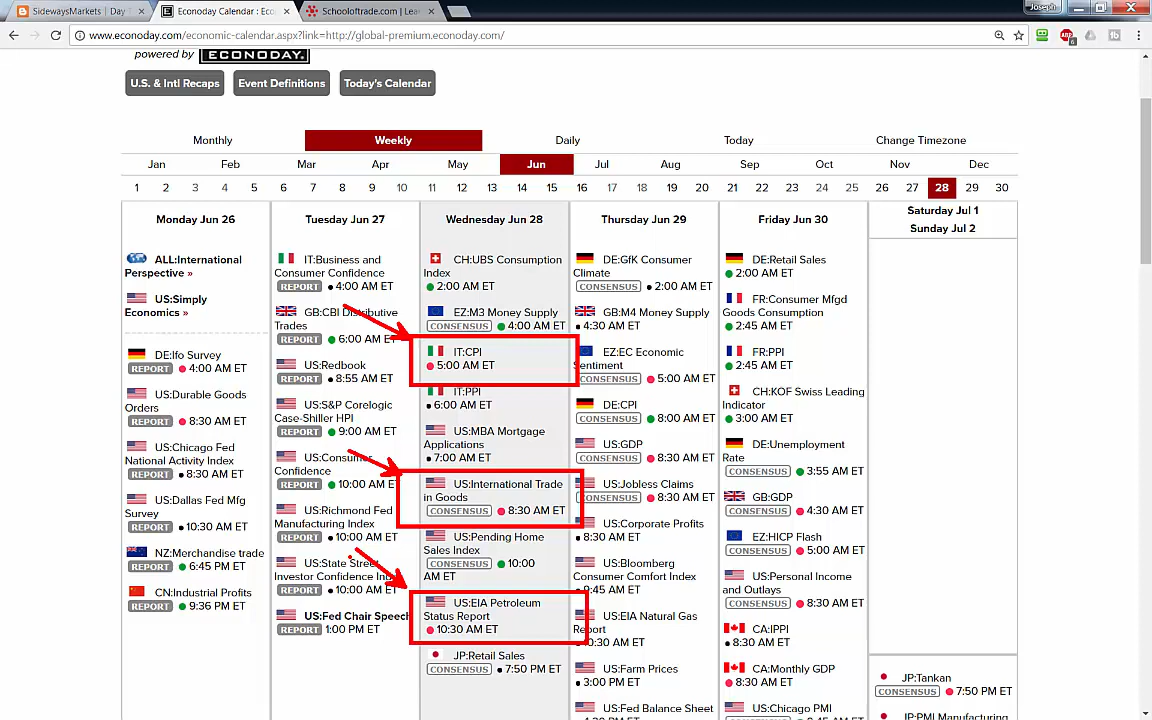 SidewaysMarkets | Day T
Econoday Calendar : Eco
Schooloftrade.com | Lea
Joseph
www.econoday.com/economic-calendar.aspx?link=http://global-premium.econoday.com/
powered by ECONODAY.
U.S. & Intl Recaps
Event Definitions
Today's Calendar
Monthly Weekly Daily Today Change Timezone
Jan Feb Mar Apr May Jun Jul Aug Sep Oct Nov Dec
1 2 3 4 5 6 7 8 9 10 11 12 13 14 15 16 17 18 19 20 21 22 23 24 25 26 27 28 29 30
Monday Jun 26
ALL:International
Perspective »
US:Simply
Economics »
DE:Ifo Survey
REPORT 4:00 AM ET
US:Durable Goods
Orders
REPORT 8:30 AM ET
US:Chicago Fed
National Activity Index
REPORT 8:30 AM ET
US:Dallas Fed Mfg
Survey
REPORT 10:30 AM ET
NZ:Merchandise trade
REPORT 6:45 PM ET
CN:Industrial Profits
REPORT 9:36 PM ET
Tuesday Jun 27
IT:Business and
Consumer Confidence
REPORT 4:00 AM ET
GB:CBI Distributive
Trades
REPORT 6:00 AM ET
US:Redbook
REPORT 8:55 AM ET
US:S&P Corelogic
Case-Shiller HPI
REPORT 9:00 AM ET
US:Consumer
Confidence
REPORT 10:00 AM ET
US:Richmond Fed
Manufacturing Index
REPORT 10:00 AM ET
US:State Street
Investor Confidence Ind
REPORT 10:00 AM ET
US:Fed Chair Speech
REPORT 1:00 PM ET
Wednesday Jun 28
CH:UBS Consumption
Index
2:00 AM ET
EZ:M3 Money Supply
CONSENSUS 4:00 AM ET
IT:CPI
5:00 AM ET
IT:PPI
6:00 AM ET
US:MBA Mortgage
Applications
7:00 AM ET
US:International Trade
in Goods
CONSENSUS 8:30 AM ET
US:Pending Home
Sales Index
CONSENSUS 10:00
AM ET
US:EIA Petroleum
Status Report
10:30 AM ET
JP:Retail Sales
CONSENSUS 7:50 PM ET
Thursday Jun 29
DE:GfK Consumer
Climate
CONSENSUS 2:00 AM ET
GB:M4 Money Supply
4:30 AM ET
EZ:EC Economic
Sentiment
CONSENSUS 5:00 AM ET
DE:CPI
CONSENSUS 8:00 AM ET
US:GDP
CONSENSUS 8:30 AM ET
US:Jobless Claims
CONSENSUS 8:30 AM ET
US:Corporate Profits
8:30 AM ET
US:Bloomberg
Consumer Comfort Index
9:45 AM ET
US:EIA Natural Gas
Report
10:30 AM ET
US:Farm Prices
3:00 PM ET
US:Fed Balance Sheet
Friday Jun 30
DE:Retail Sales
2:00 AM ET
FR:Consumer Mfgd
Goods Consumption
2:45 AM ET
FR:PPI
2:45 AM ET
CH:KOF Swiss Leading
Indicator
3:00 AM ET
DE:Unemployment
Rate
CONSENSUS 3:55 AM ET
GB:GDP
CONSENSUS 4:30 AM ET
EZ:HICP Flash
CONSENSUS 5:00 AM ET
US:Personal Income
and Outlays
CONSENSUS 8:30 AM ET
CA:IPPI
8:30 AM ET
CA:Monthly GDP
8:30 AM ET
US:Chicago PMI
Saturday Jul 1
Sunday Jul 2
JP:Tankan
CONSENSUS 7:50 PM ET
JP:PMI Manufacturing